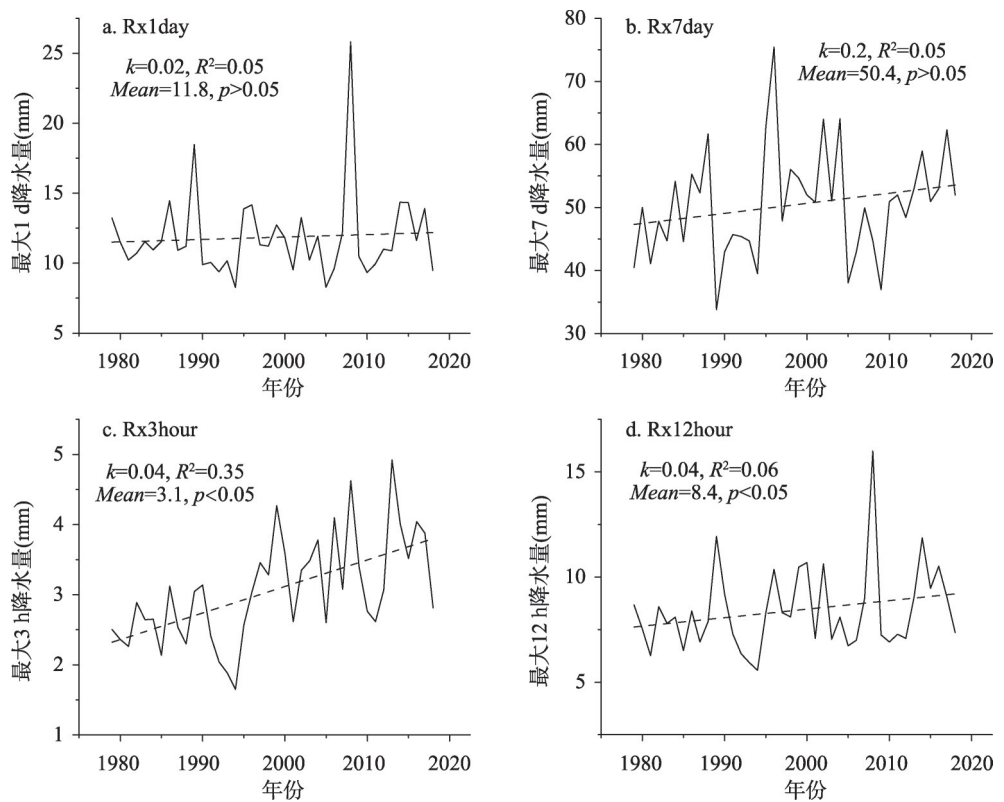 a. Rx1day
k=0.02, R²=0.05
Mean=11.8, p>0.05
最大1 d降水量(mm)
25
20
15
10
5
1980 1990 2000 2010 2020
年份
b. Rx7day
k=0.2, R²=0.05
Mean=50.4, p>0.05
最大7 d降水量(mm)
80
70
60
50
40
30
1980 1990 2000 2010 2020
年份
c. Rx3hour
k=0.04, R²=0.35
Mean=3.1, p<0.05
最大3 h降水量(mm)
5
4
3
2
1
1980 1990 2000 2010 2020
年份
d. Rx12hour
k=0.04, R²=0.06
Mean=8.4, p<0.05
最大12 h降水量(mm)
15
10
5
1980 1990 2000 2010 2020
年份